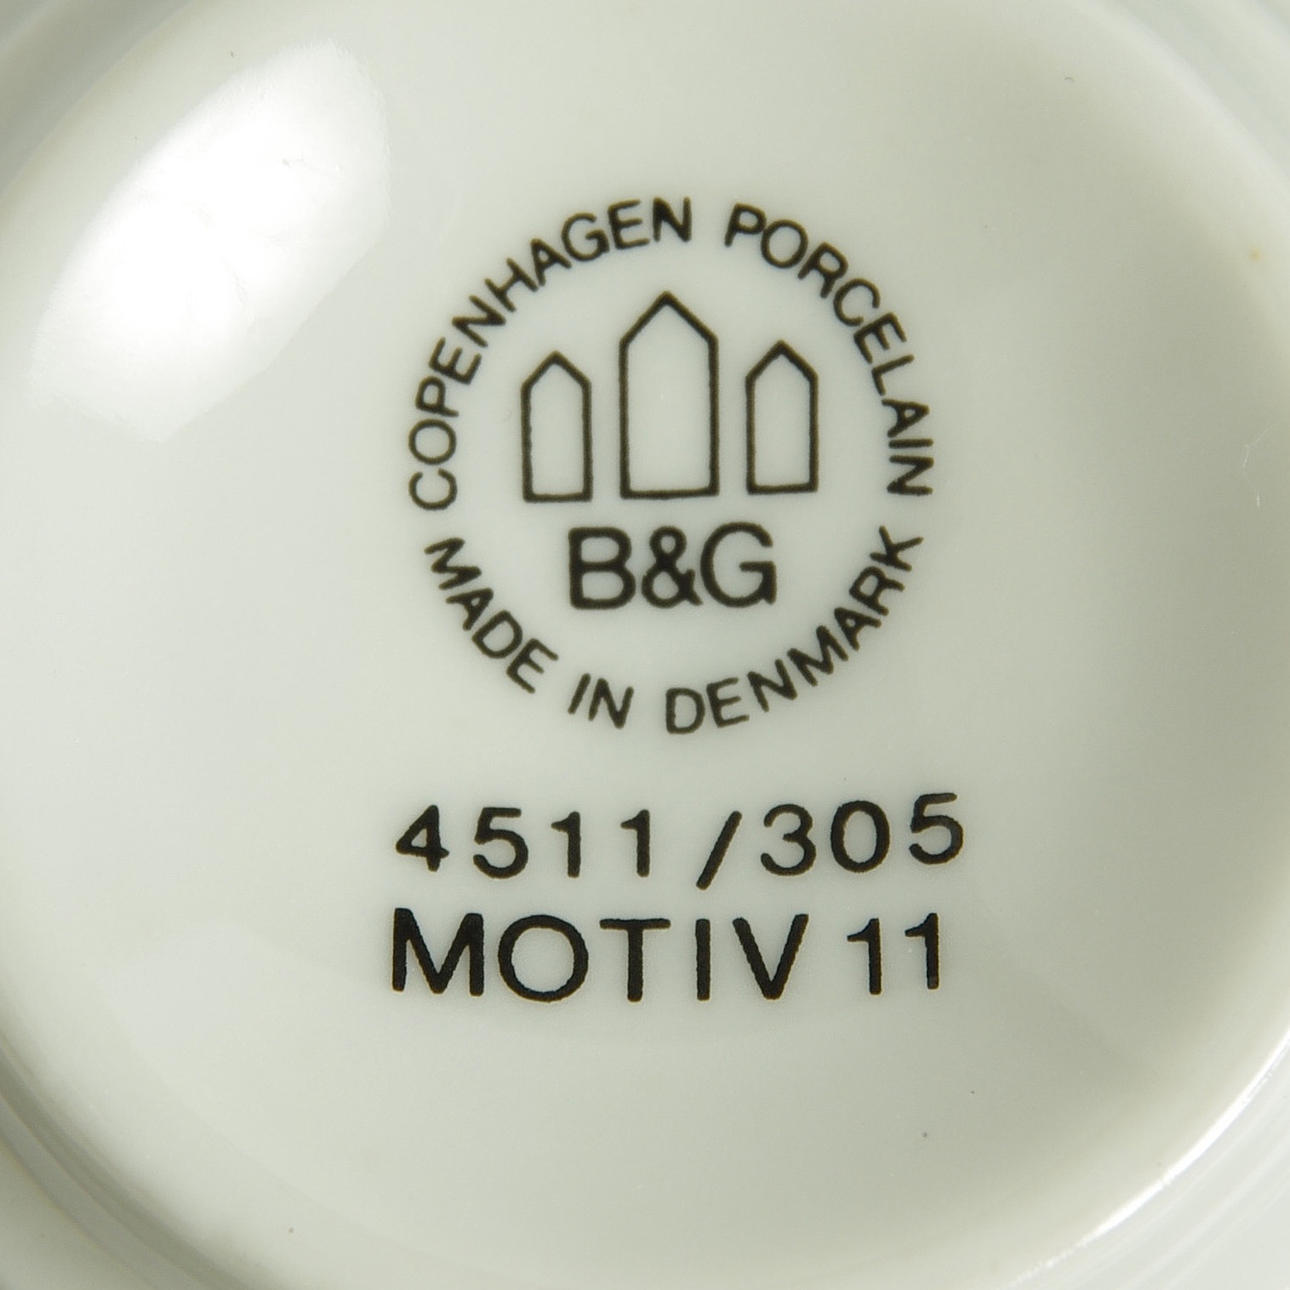 COPENHAGEN PORCELAIN
B&G
MADE IN DENMARK
4511/305
MOTIV 11